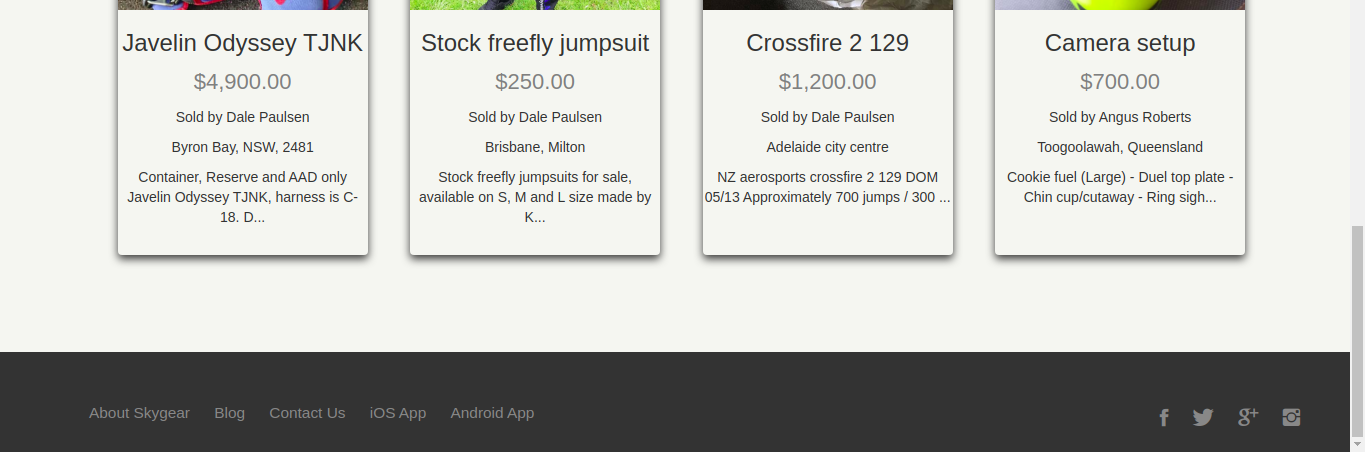 Javelin Odyssey TJNK
$4,900.00
Sold by Dale Paulsen
Byron Bay, NSW, 2481
Container, Reserve and AAD only
Javelin Odyssey TJNK, harness is C-
18. D...
Stock freefly jumpsuit
$250.00
Sold by Dale Paulsen
Brisbane, Milton
Stock freefly jumpsuits for sale,
available on S, M and L size made by
K...
Crossfire 2 129
$1,200.00
Sold by Dale Paulsen
Adelaide city centre
NZ aerosports crossfire 2 129 DOM
05/13 Approximately 700 jumps / 300 ...
Camera setup
$700.00
Sold by Angus Roberts
Toogoolawah, Queensland
Cookie fuel (Large) - Duel top plate -
Chin cup/cutaway - Ring sigh...
About Skygear Blog Contact Us iOS App Android App